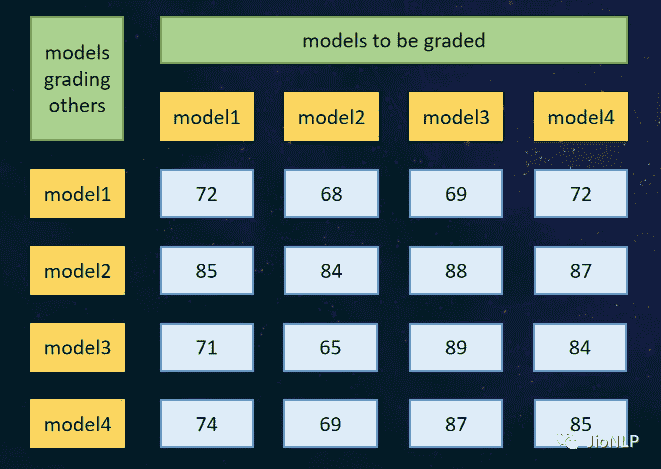 models
grading
others
models to be graded
model1 model2 model3 model4
model1 72 68 69 72
model2 85 84 88 87
model3 71 65 89 84
model4 74 69 87 85
JioNLP